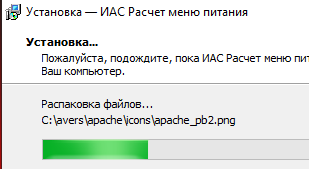 Установка — ИАС Расчет меню питания
Установка...
Пожалуйста, подождите, пока ИАС Расчет меню
Ваш компьютер.
Распаковка файлов...
C:\avers\apache\icons\apache_pb2.png